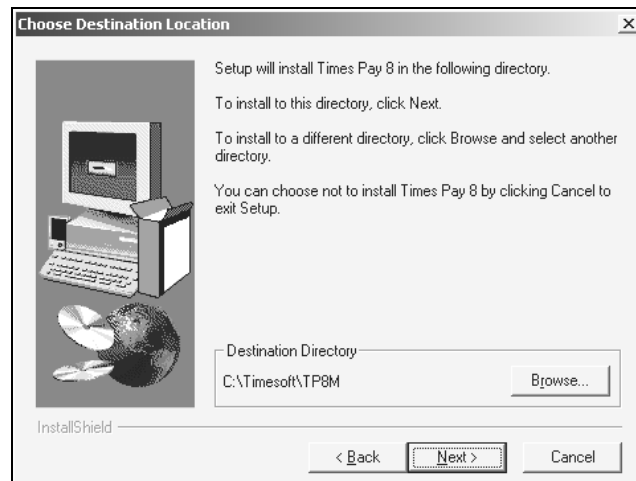 Choose Destination Location
Setup will install Times Pay 8 in the following directory.
To install to this directory, click Next.
To install to a different directory, click Browse and select another
directory.
You can choose not to install Times Pay 8 by clicking Cancel to
exit Setup.
Destination Directory
C:\Timesoft\TP8M
Browse...
InstallShield
< Back
Next >
Cancel